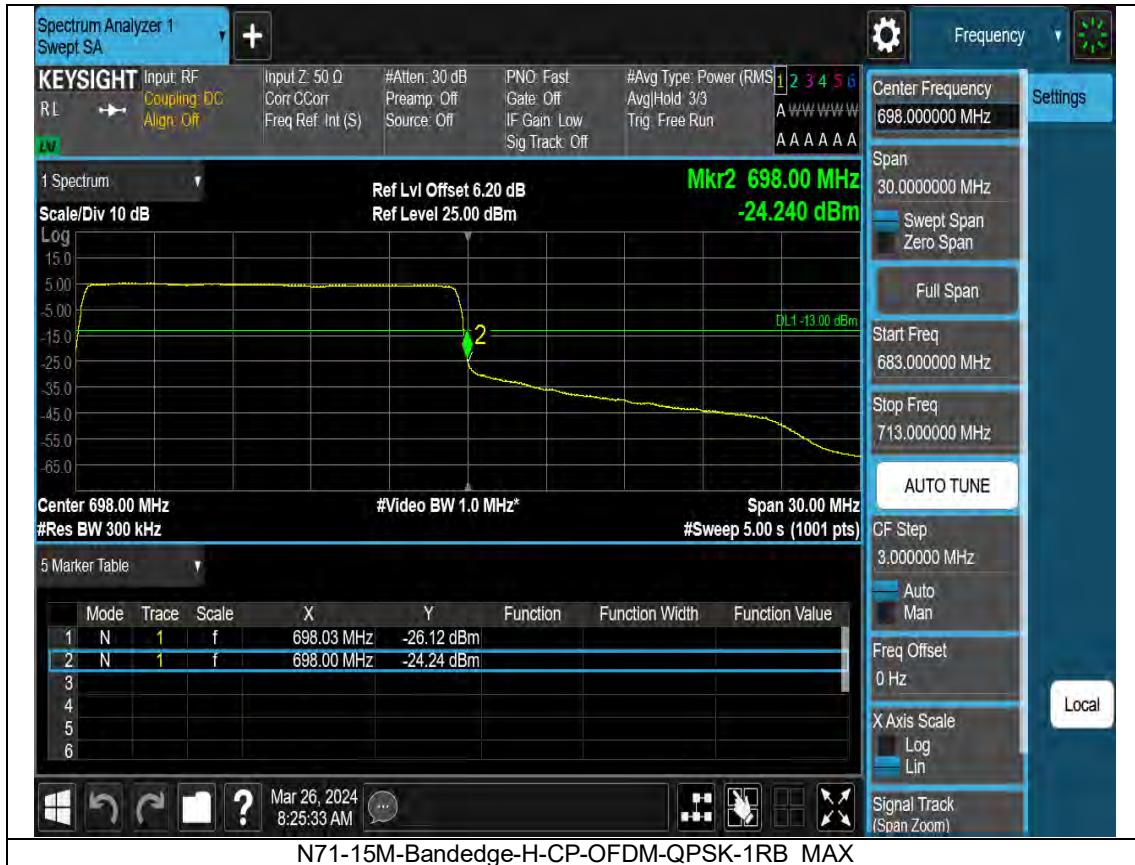 Spectrum Analyzer 1
Swept SA
+
Frequency
KEYSIGHT
Input: RF
Coupling: DC
Align: Off
Input Z: 50 Ω
Corr CCorr
Freq Ref: Int (S)
#Atten: 30 dB
Preamp: Off
Source: Off
PNO: Fast
Gate: Off
IF Gain: Low
Sig Track: Off
#Avg Type: Power (RMS
Avg|Hold: 3/3
Trig: Free Run
1 2 3 4 5 6
A W W W W W
A A A A A A
RL
1 Spectrum
Ref Lvl Offset 6.20 dB
Mkr2 698.00 MHz
Scale/Div 10 dB
Ref Level 25.00 dBm
-24.240 dBm
Log
15.0
5.00
-5.00
-15.0
-25.0
-35.0
-45.0
-55.0
-65.0
2
DL1 -13.00 dBm
Center 698.00 MHz
#Video BW 1.0 MHz*
Span 30.00 MHz
#Res BW 300 kHz
#Sweep 5.00 s (1001 pts)
5 Marker Table
Mode Trace Scale X Y Function Function Width Function Value
1 N 1 f 698.03 MHz -26.12 dBm
2 N 1 f 698.00 MHz -24.24 dBm
3
4
5
6
Mar 26, 2024
8:25:33 AM
?
Center Frequency
698.000000 MHz
Settings
Span
30.0000000 MHz
Swept Span
Zero Span
Full Span
Start Freq
683.000000 MHz
Stop Freq
713.000000 MHz
AUTO TUNE
CF Step
3.000000 MHz
Auto
Man
Freq Offset
0 Hz
X Axis Scale
Log
Lin
Local
Signal Track
(Span Zoom)
N71-15M-Bandedge-H-CP-OFDM-QPSK-1RB_MAX